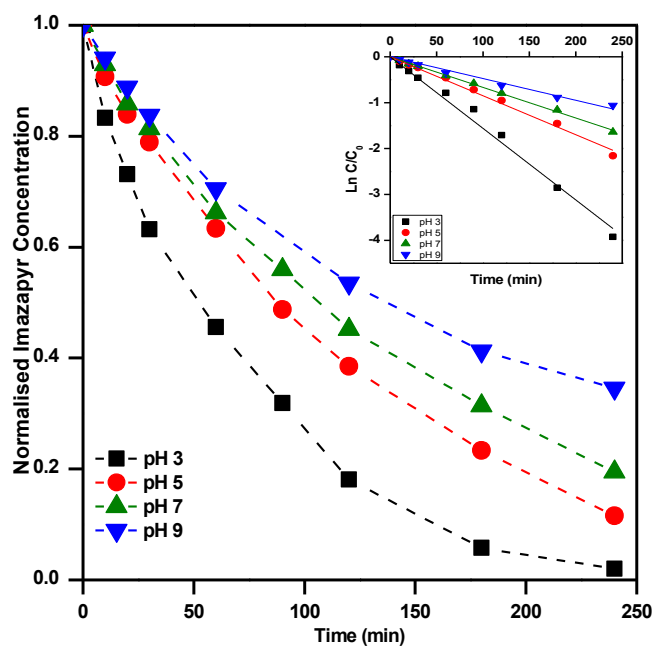 Normalised Imazapyr Concentration
1.0
0.8
0.6
0.4
0.2
0.0
0 50 100 150 200 250
Time (min)
pH 3
pH 5
pH 7
pH 9
0 50 100 150 200 250
Ln C/C₀
0
-1
-2
-3
-4
pH 3
pH 5
pH 7
pH 9
Time (min)